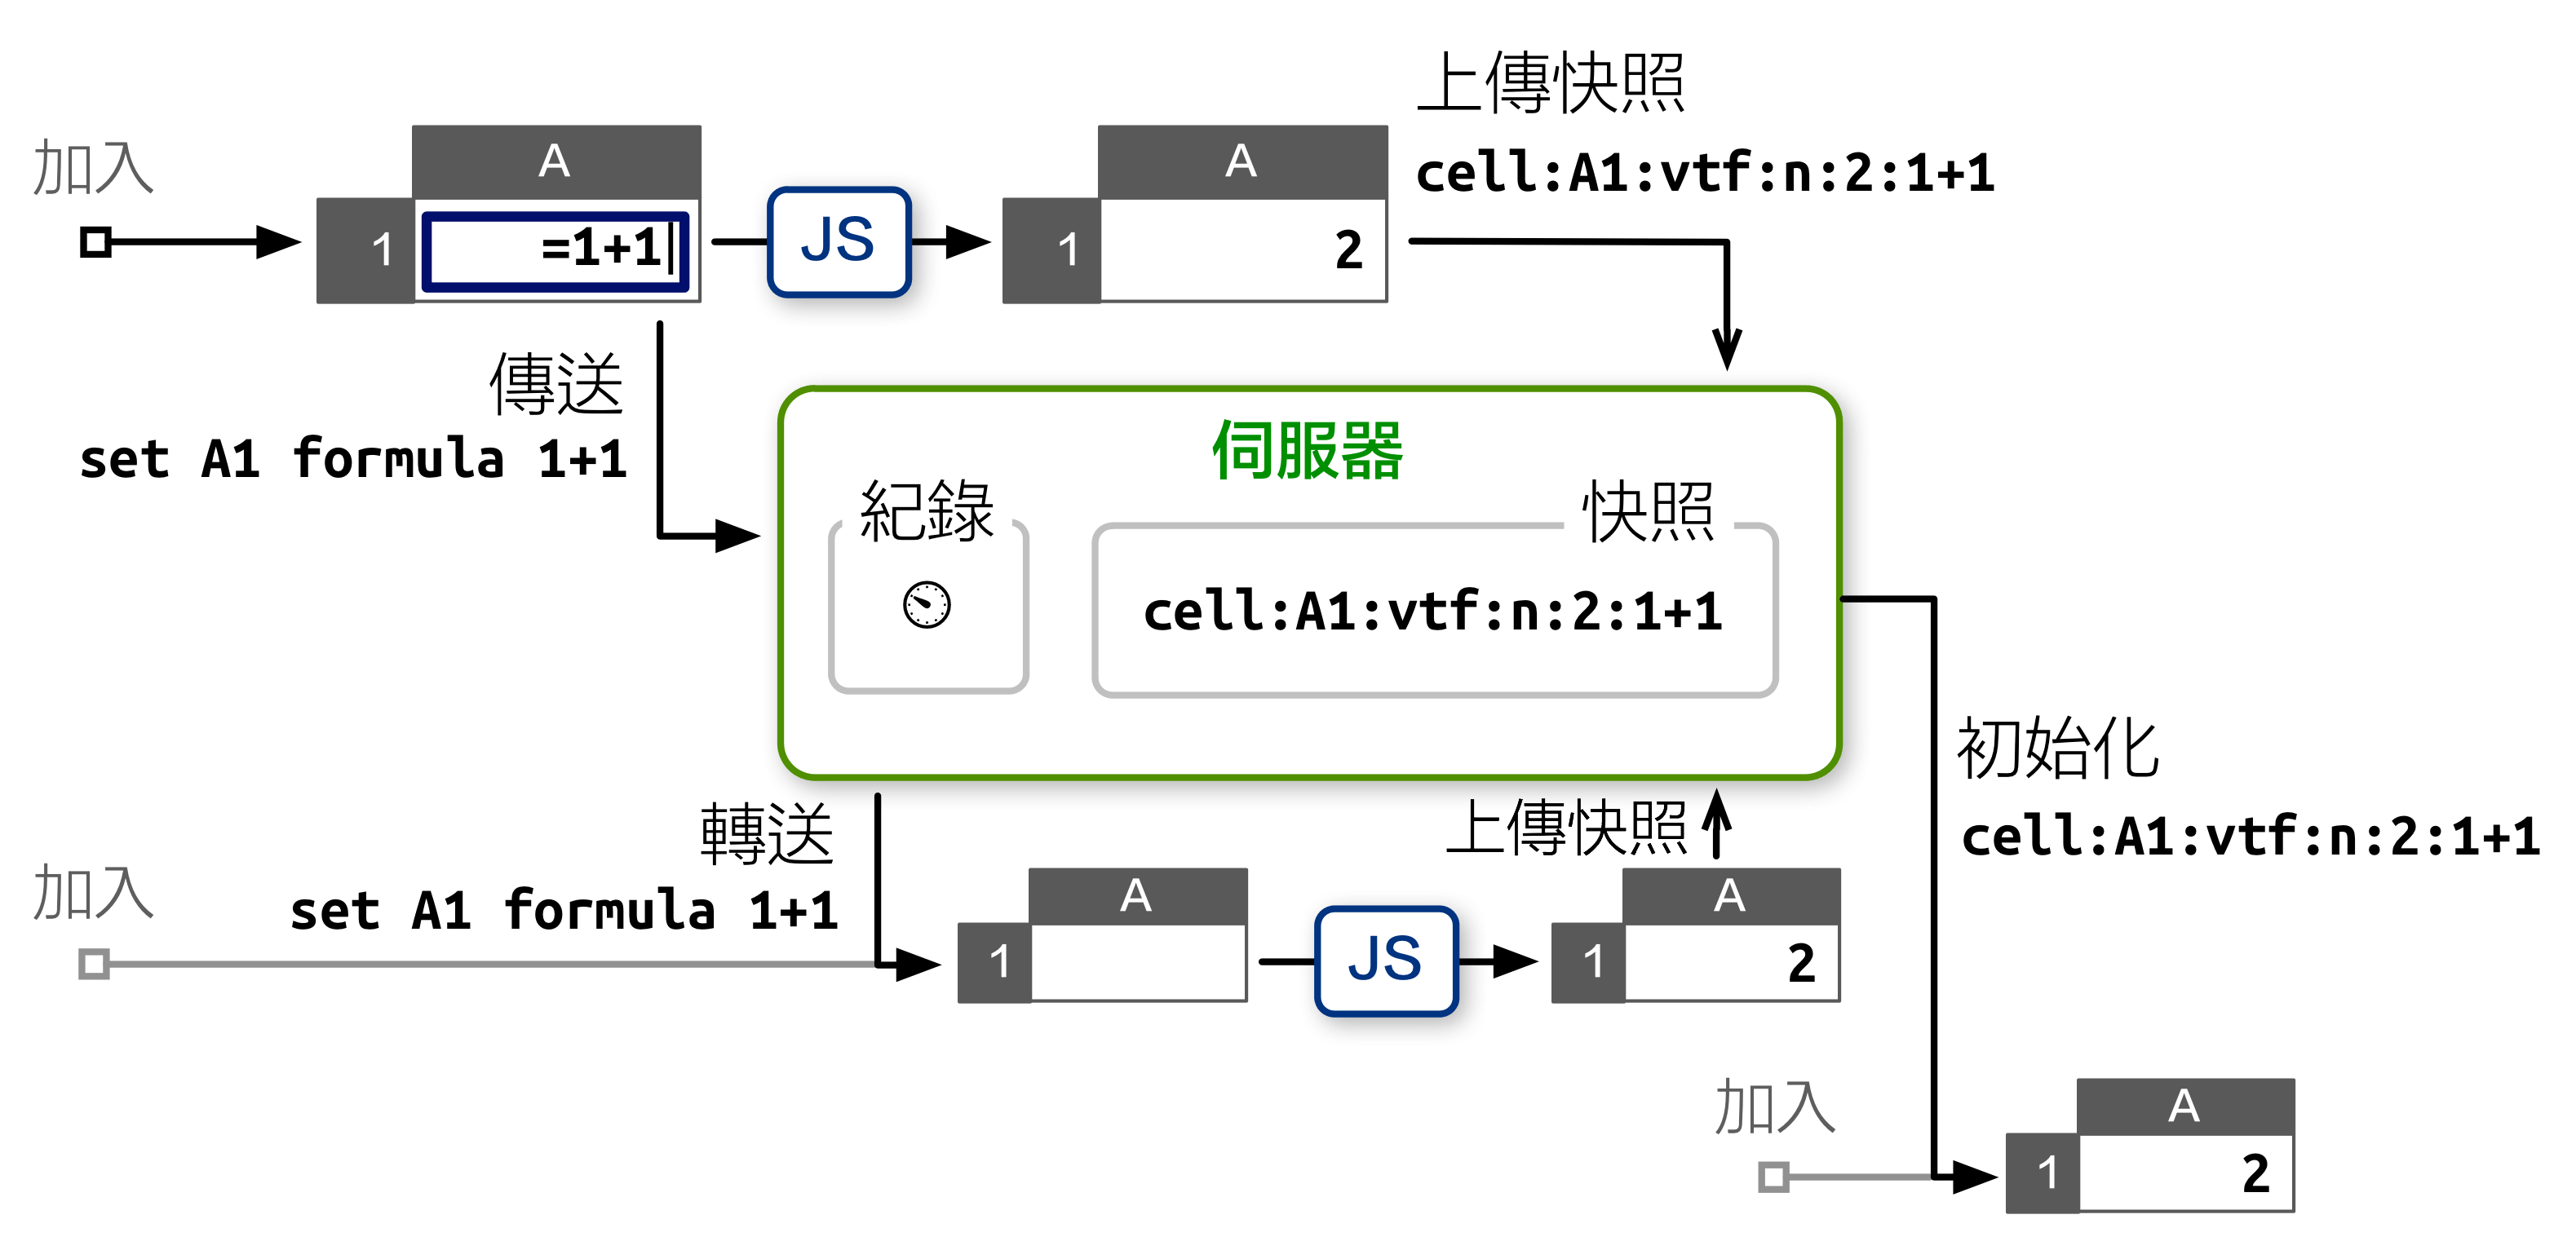 上傳快照
cell:A1:vtf:n:2:1+1
加入
A
1
=1+1
JS
A
1
2
傳送
set A1 formula 1+1
伺服器
紀錄
快照
cell:A1:vtf:n:2:1+1
初始化
cell:A1:vtf:n:2:1+1
轉送
set A1 formula 1+1
上傳快照
加入
A
1
JS
A
1
2
加入
A
1
2